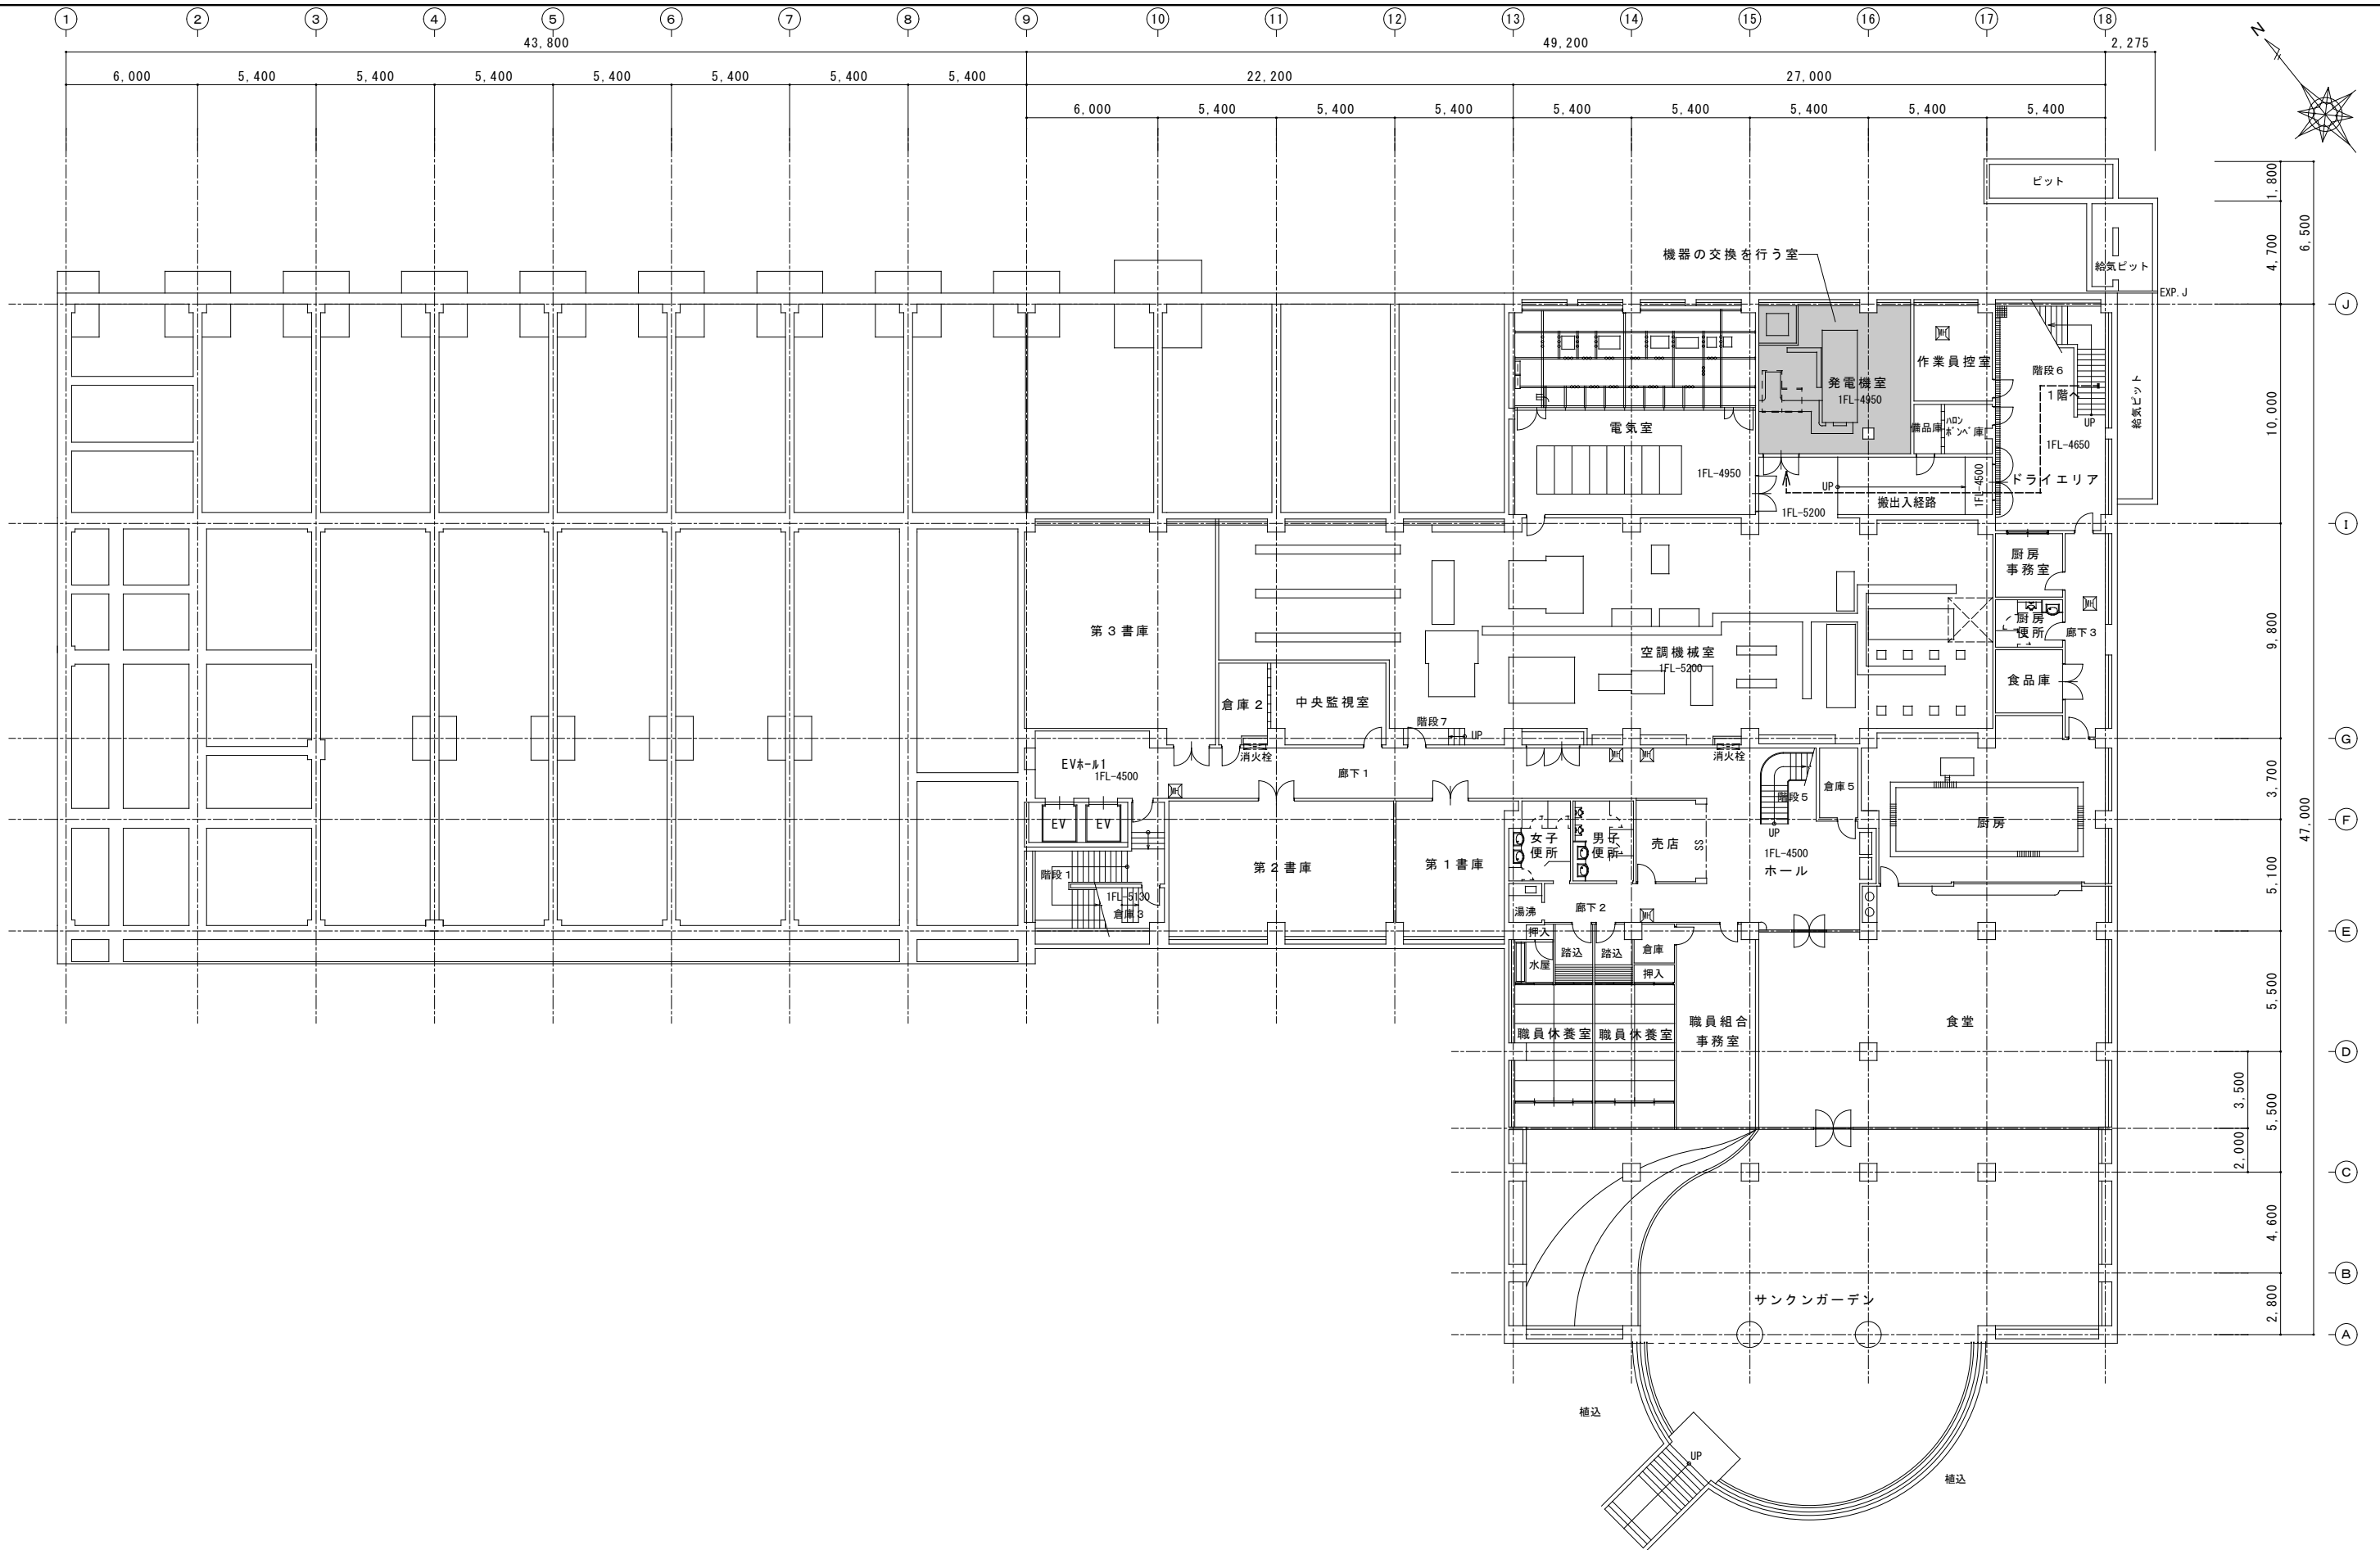 1 2 3 4 5 6 7 8 9 10 11 12 13 14 15 16 17 18
N
43,800 49,200 2,275
6,000 5,400 5,400 5,400 5,400 5,400 5,400 5,400 22,200 27,000
6,000 5,400 5,400 5,400 5,400 5,400 5,400 5,400 5,400
ピット
1,800
4,700
6,500
機器の交換を行う室
給気ピット
EXP.J
J
作業員控室
発電機室
1FL-4950
階段6
1階へ
UP
給気ピット
10,000
電気室
備品庫
ハロン
ボンベ庫
1FL-4650
1FL-4950
UP
搬出入経路
1FL-4500
ドライエリア
1FL-5200
I
厨房
事務室
厨房
便所
廊下3
第3書庫
空調機械室
1FL-5200
9,800
食品庫
倉庫2
中央監視室
階段7
UP
G
消火栓
消火栓
EVホール1
1FL-4500
廊下1
階段5
倉庫5
3,700
47,000
EV EV
UP
厨房
F
女子
便所
男子
便所
売店
SS
第2書庫
第1書庫
1FL-4500
ホール
階段1
1FL-5130
倉庫3
5,100
湯沸
廊下2
押入
E
水屋
踏込
踏込
倉庫
押入
5,500
職員休養室
職員休養室
職員組合
事務室
食堂
D
3,500
5,500
2,000
C
4,600
B
サンクンガーデン
2,800
A
植込
UP
植込